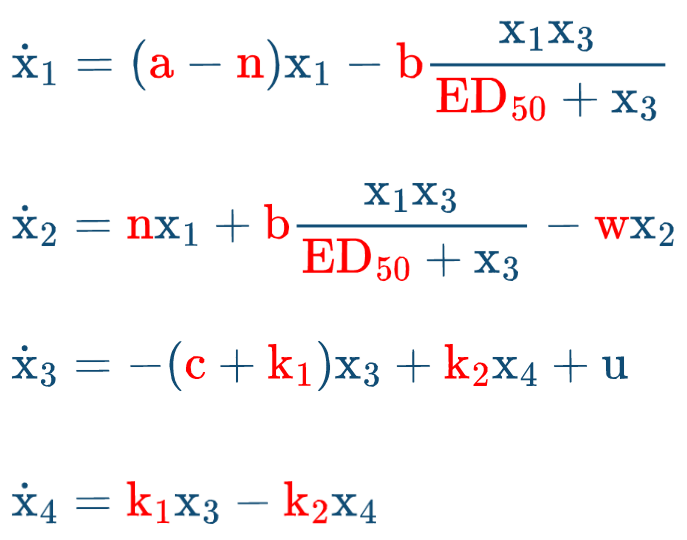 ẋ₁ = (a − n)x₁ − b x₁x₃ / (ED₅₀ + x₃)
ẋ₂ = nx₁ + b x₁x₃ / (ED₅₀ + x₃) − wx₂
ẋ₃ = −(c + k₁)x₃ + k₂x₄ + u
ẋ₄ = k₁x₃ − k₂x₄